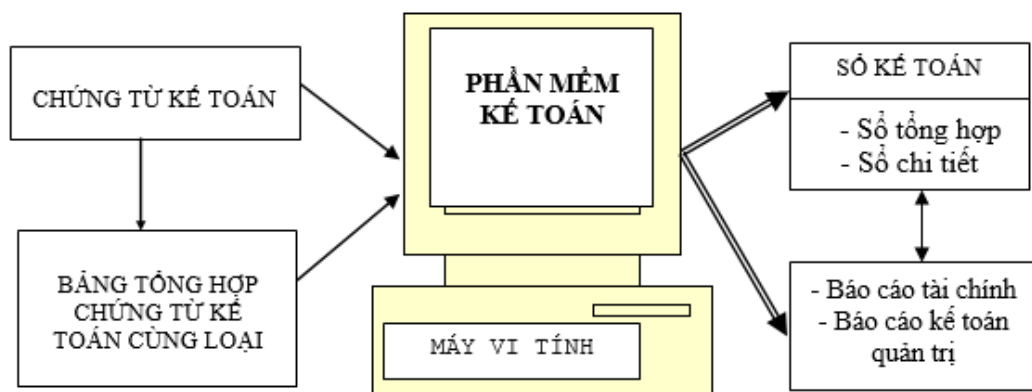 CHỨNG TỪ KẾ TOÁN
BẢNG TỔNG HỢP
CHỨNG TỪ KẾ
TOÁN CÙNG LOẠI
PHẦN MỀM
KẾ TOÁN
MÁY VI TÍNH
SỔ KẾ TOÁN
- Sổ tổng hợp
- Sổ chi tiết
- Báo cáo tài chính
- Báo cáo kế toán
quản trị